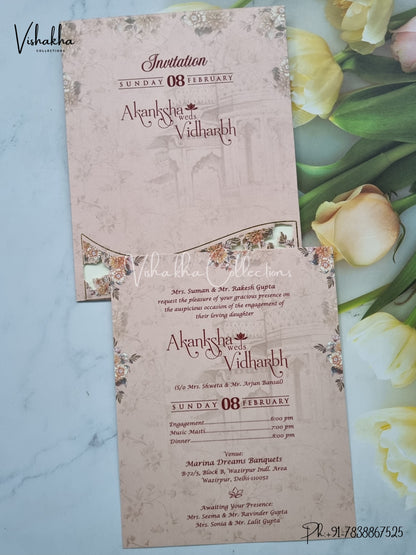 Vishakha
COLLECTIONS
Invitation
SUNDAY 08 FEBRUARY
Akanksha
weds
Vidharbh
Vishakha Collections
Mrs. Suman & Mr. Rakesh Gupta
request the pleasure of your gracious presence on
the auspicious occasion of the engagement of
their loving daughter
Akanksha
weds
Vidharbh
(S/o Mrs. Shweta & Mr. Arjun Bansal)
SUNDAY 08 FEBRUARY
Engagement 6:00 pm
Music Masti 7:00 pm
Dinner 8:00 pm
Venue:
Marina Dreams Banquets
B-72/5, Block B, Wazirpur Indl. Area
Wazirpur, Delhi-110052
Awaiting Your Presence:
Mrs. Seema & Mr. Ravinder Gupta
Mrs. Sonia & Mr. Lalit Gupta
Ph:+91-7838867525